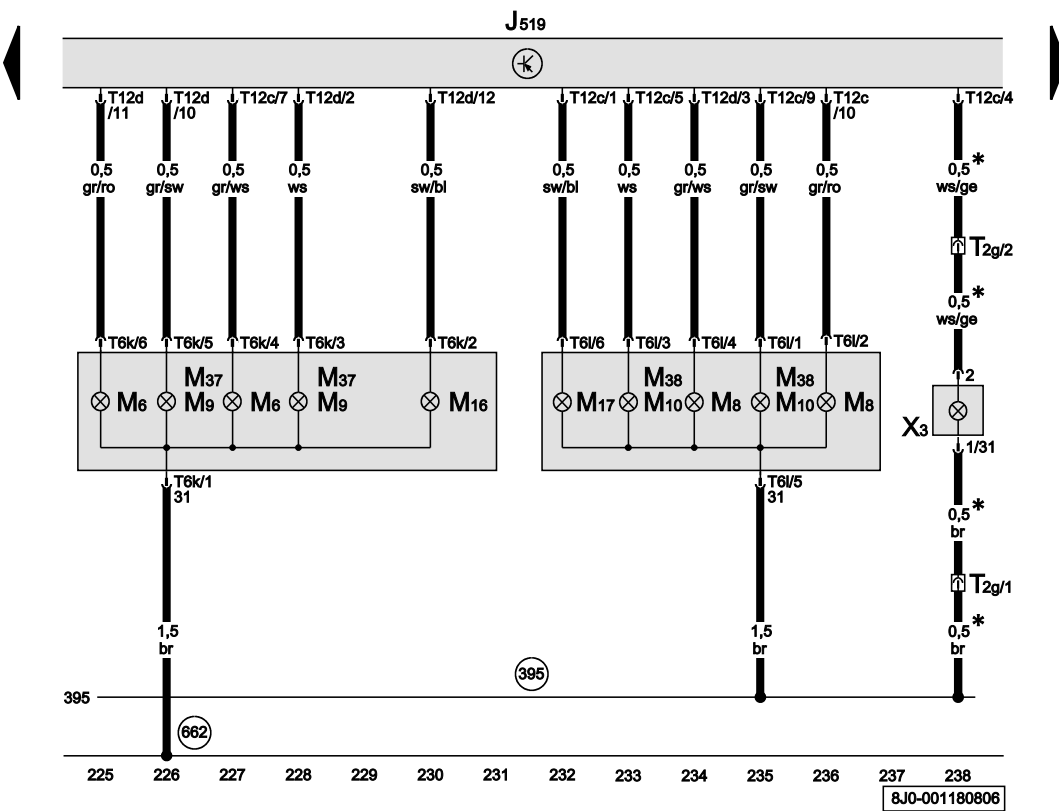 J519
T12d /11
T12d /10
T12c/7
T12d/2
T12d/12
T12c/1
T12c/5
T12d/3
T12c/9
T12c /10
T12c/4
0,5 gr/ro
0,5 gr/sw
0,5 gr/ws
0,5 ws
0,5 sw/bl
0,5 sw/bl
0,5 ws
0,5 gr/ws
0,5 gr/sw
0,5 gr/ro
0,5 * ws/ge
T2g/2
0,5 * ws/ge
T6k/6
T6k/5
T6k/4
T6k/3
T6k/2
T6l/6
T6l/3
T6l/4
T6l/1
T6l/2
2
M37
M37
M38
M38
M6
M9
M6
M9
M16
M17
M10
M8
M10
M8
X3
1/31
T6k/1 31
T6l/5 31
0,5 * br
T2g/1
1,5 br
1,5 br
0,5 * br
395
395
662
225 226 227 228 229 230 231 232 233 234 235 236 237 238
8J0-001180806